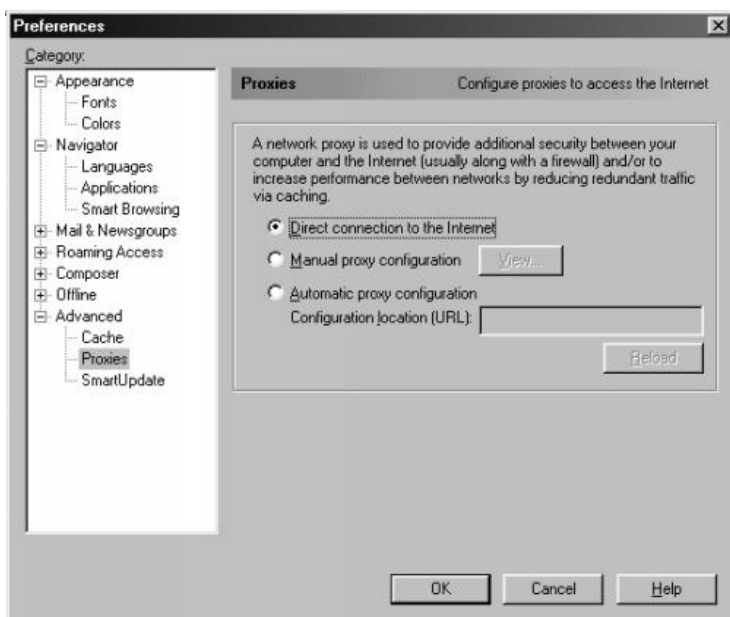 Preferences
Category:
Appearance
Fonts
Colors
Navigator
Languages
Applications
Smart Browsing
Mail & Newsgroups
Roaming Access
Composer
Offline
Advanced
Cache
Proxies
SmartUpdate
Proxies Configure proxies to access the Internet
A network proxy is used to provide additional security between your
computer and the Internet (usually along with a firewall) and/or to
increase performance between networks by reducing redundant traffic
via caching.
Direct connection to the Internet
Manual proxy configuration View...
Automatic proxy configuration
Configuration location (URL):
Reload
OK Cancel Help